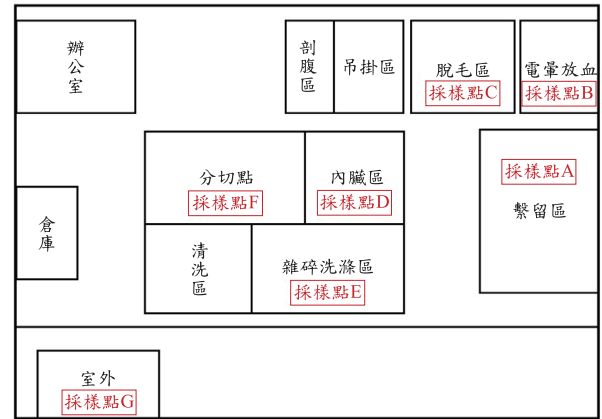 辦公室
剖腹區
吊掛區
脫毛區
採樣點C
電暈放血
採樣點B
分切點
採樣點F
內臟區
採樣點D
採樣點A
繫留區
倉庫
清洗區
雜碎洗滌區
採樣點E
室外
採樣點G